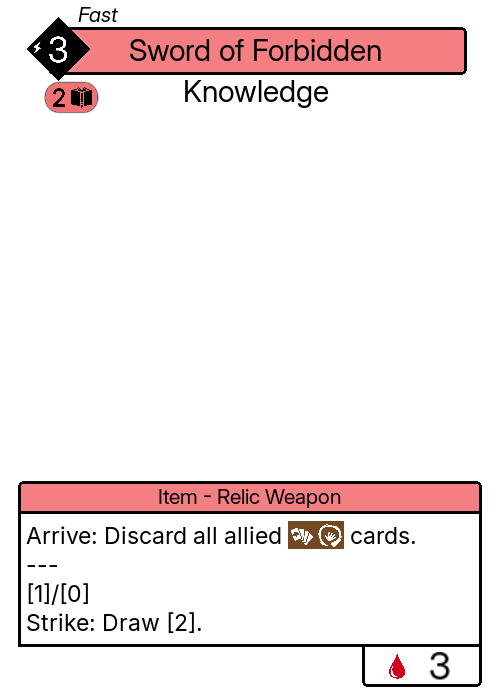 Fast
3
Sword of Forbidden
Knowledge
2
Item - Relic Weapon
Arrive: Discard all allied cards.
---
[1]/[0]
Strike: Draw [2].
3